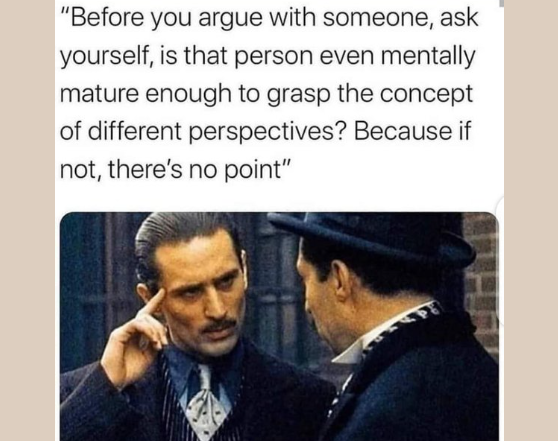 “Before you argue with someone, ask
yourself, is that person even mentally
mature enough to grasp the concept
of different perspectives? Because if
not, there’s no point”